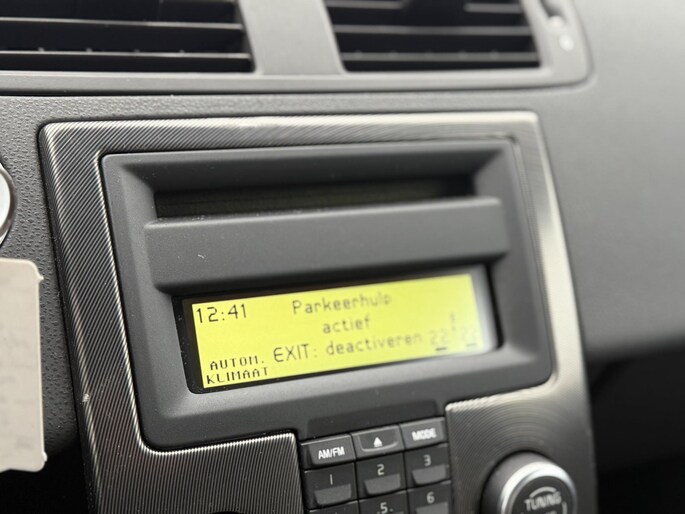 12:41 Parkeerhulp
actief
AUTOM. EXIT: deactiveren 22 22
KLIMAAT
AM/FM MODE
1 2 3
5 6
TUNING